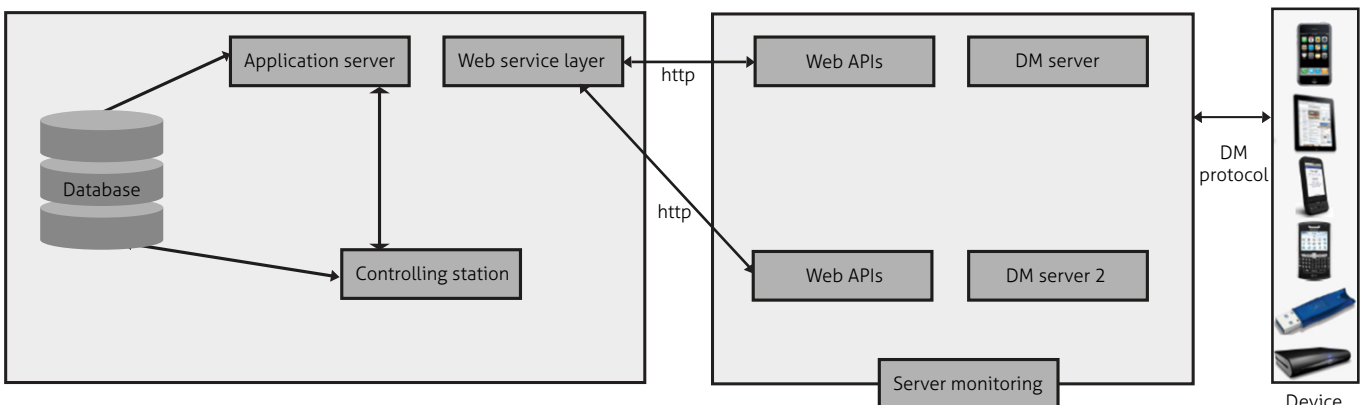 Application server
Web service layer
http
Web APIs
DM server
Database
DM
protocol
http
Controlling station
Web APIs
DM server 2
Server monitoring
Device